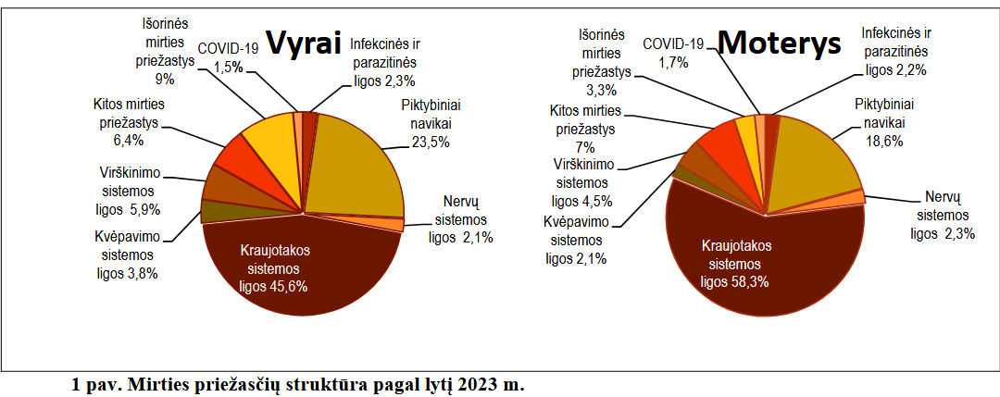 Vyrai
Išorinės
mirties
priežastys
9%
COVID-19
1,5%
Infekcinės ir
parazitinės
ligos 2,3%
Piktybiniai
navikai
23,5%
Nervų
sistemos
ligos  2,1%
Kraujotakos
sistemos
ligos 45,6%
Kvėpavimo
sistemos
ligos 3,8%
Virškinimo
sistemos
ligos  5,9%
Kitos mirties
priežastys
6,4%
Moterys
Išorinės
mirties
priežastys
3,3%
COVID-19
1,7%
Infekcinės ir
parazitinės
ligos 2,2%
Piktybiniai
navikai
18,6%
Nervų
sistemos
ligos  2,3%
Kraujotakos
sistemos
ligos 58,3%
Kvėpavimo
sistemos
ligos 2,1%
Virškinimo
sistemos
ligos 4,5%
Kitos mirties
priežastys
7%
1 pav. Mirties priežasčių struktūra pagal lytį 2023 m.